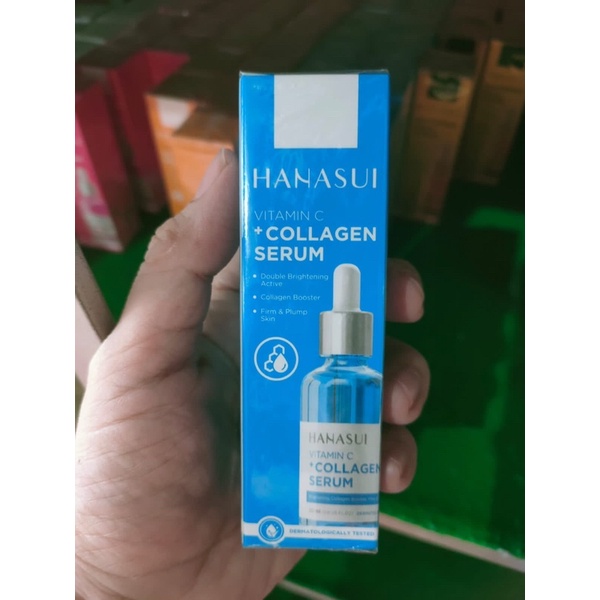 HANASUI
VITAMIN C
+COLLAGEN
SERUM
• Double Brightening
Active
• Collagen Booster
• Firm & Plump
Skin
HANASUI
VITAMIN C
+COLLAGEN
SERUM
DERMATOLOGICALLY TESTED